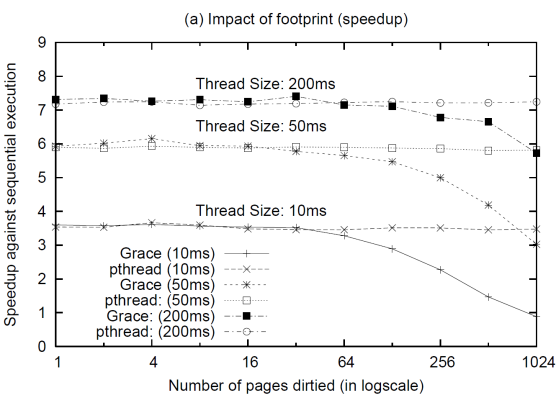 (a) Impact of footprint (speedup)
9
8
7
6
5
4
3
2
1
0
Speedup against sequential execution
Thread Size: 200ms
Thread Size: 50ms
Thread Size: 10ms
Grace (10ms)
pthread (10ms)
Grace (50ms)
pthread: (50ms)
Grace: (200ms)
pthread: (200ms)
1 4 16 64 256 1024
Number of pages dirtied (in logscale)